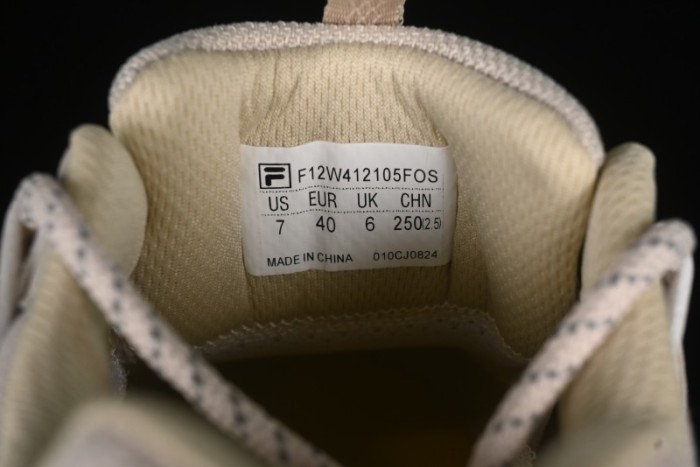 F F12W412105FOS
US EUR UK CHN
7 40 6 250(2.5)
MADE IN CHINA 010CJ0824